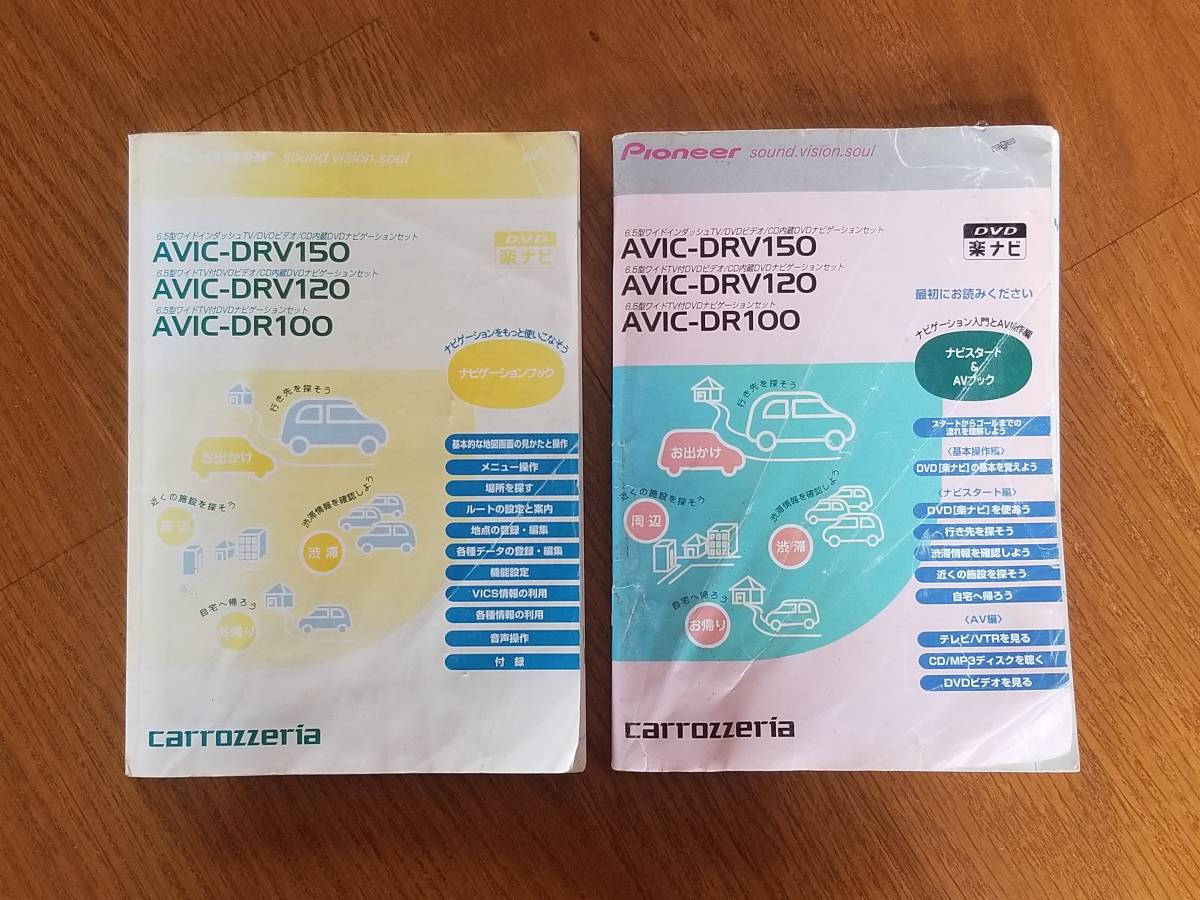 Pioneer sound.vision.soul
6.5型ワイドインダッシュTV/DVDビデオ/CD内蔵DVDナビゲーションセット
AVIC-DRV150
6.5型ワイドTV付DVDビデオ/CD内蔵DVDナビゲーションセット
AVIC-DRV120
6.5型ワイドTV付DVDナビゲーションセット
AVIC-DR100
DVD
楽ナビ
ナビゲーションをもっと使いこなそう
ナビゲーションブック
行き先を探そう
お出かけ
近くの施設を探そう
周辺
渋滞情報を確認しよう
渋滞
自宅へ帰ろう
お帰り
基本的な地図画面の見かたと操作
メニュー操作
場所を探す
ルートの設定と案内
地点の登録・編集
各種データの登録・編集
機能設定
VICS情報の利用
各種情報の利用
音声操作
付録
carrozzeria
Pioneer sound.vision.soul
6.5型ワイドインダッシュTV/DVDビデオ/CD内蔵DVDナビゲーションセット
AVIC-DRV150
6.5型ワイドTV付DVDビデオ/CD内蔵DVDナビゲーションセット
AVIC-DRV120
6.5型ワイドTV付DVDナビゲーションセット
AVIC-DR100
DVD
楽ナビ
最初にお読みください
ナビゲーション入門とAV操作編
ナビスタート
&
AVブック
行き先を探そう
お出かけ
近くの施設を探そう
周辺
渋滞情報を確認しよう
渋滞
自宅へ帰ろう
お帰り
スタートからゴールまでの
流れを理解しよう
〈基本操作編〉
DVD[楽ナビ]の基本を覚えよう
〈ナビスタート編〉
DVD[楽ナビ]を使おう
行き先を探そう
渋滞情報を確認しよう
近くの施設を探そう
自宅へ帰ろう
〈AV編〉
テレビ/VTRを見る
CD/MP3ディスクを聴く
DVDビデオを見る
carrozzeria